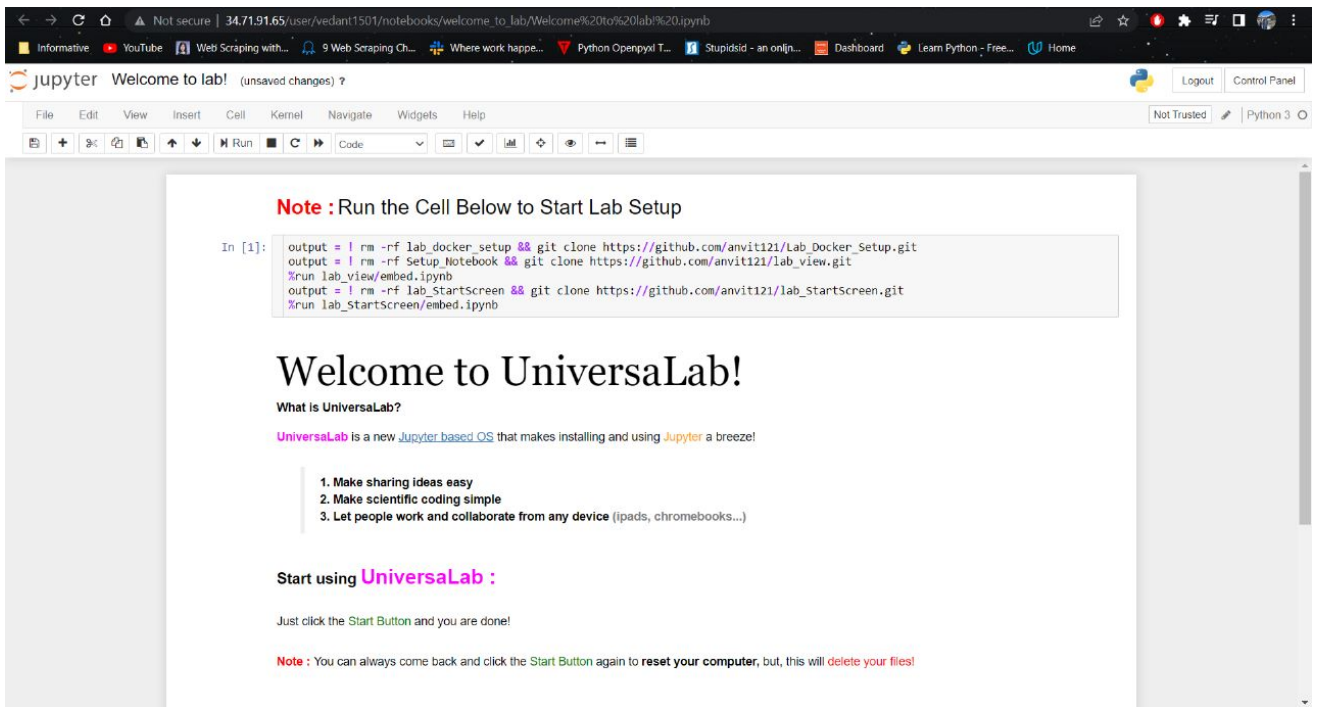 Not secure | 34.71.91.65/user/vedant1501/notebooks/welcome_to_lab/Welcome%20to%20lab!%20.ipynb
Informative YouTube Web Scraping with... 9 Web Scraping Ch... Where work happe... Python Openpyxl T... Stupidsid - an onlin... Dashboard Learn Python - Free... Home
jupyter Welcome to lab! (unsaved changes) ? Logout Control Panel
File Edit View Insert Cell Kernel Navigate Widgets Help Not Trusted Python 3
Run Code
Note : Run the Cell Below to Start Lab Setup
In [1]: output = ! rm -rf lab_docker_setup && git clone https://github.com/anvit121/Lab_Docker_Setup.git
output = ! rm -rf Setup_Notebook && git clone https://github.com/anvit121/lab_view.git
%run lab_view/embed.ipynb
output = ! rm -rf lab_StartScreen && git clone https://github.com/anvit121/lab_StartScreen.git
%run lab_StartScreen/embed.ipynb
Welcome to UniversaLab!
What is UniversaLab?
UniversaLab is a new Jupyter based OS that makes installing and using Jupyter a breeze!
1. Make sharing ideas easy
2. Make scientific coding simple
3. Let people work and collaborate from any device (ipads, chromebooks...)
Start using UniversaLab :
Just click the Start Button and you are done!
Note : You can always come back and click the Start Button again to reset your computer, but, this will delete your files!